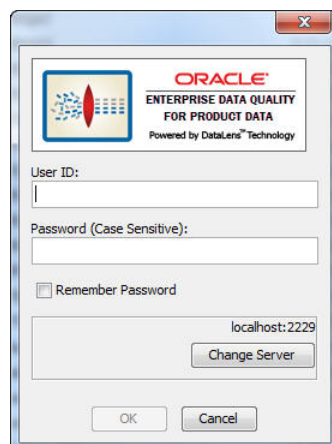 ORACLE®
ENTERPRISE DATA QUALITY
FOR PRODUCT DATA
Powered by DataLens™ Technology
User ID:
Password (Case Sensitive):
Remember Password
localhost:2229
Change Server
OK
Cancel